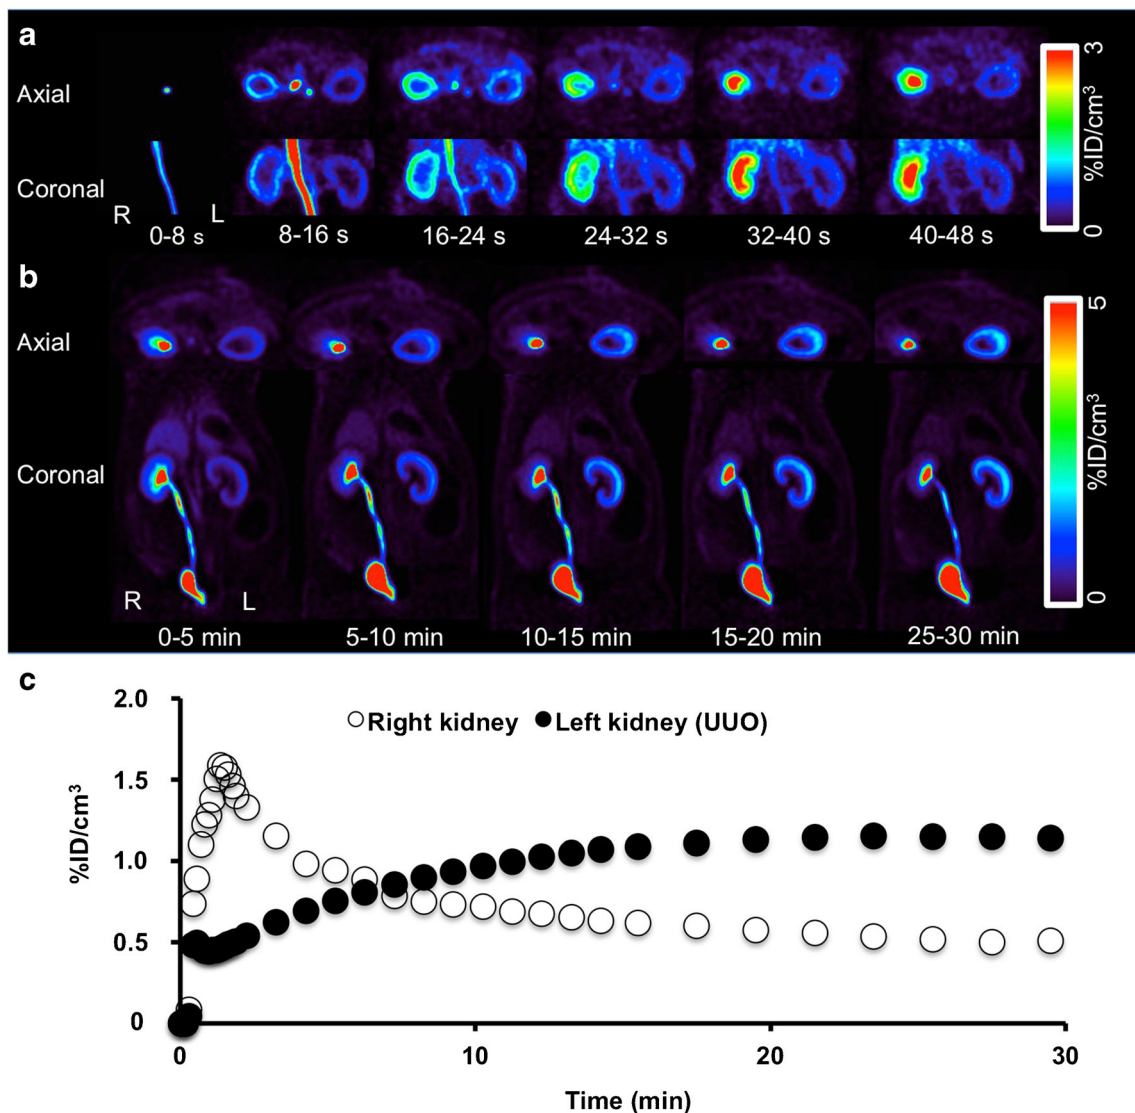 a
Axial
Coronal
R L
0-8 s 8-16 s 16-24 s 24-32 s 32-40 s 40-48 s
3
%ID/cm³
0
b
Axial
Coronal
R L
0-5 min 5-10 min 10-15 min 15-20 min 25-30 min
5
%ID/cm³
0
c
Right kidney Left kidney (UUO)
%ID/cm³
2.0
1.5
1.0
0.5
0
0 10 20 30
Time (min)